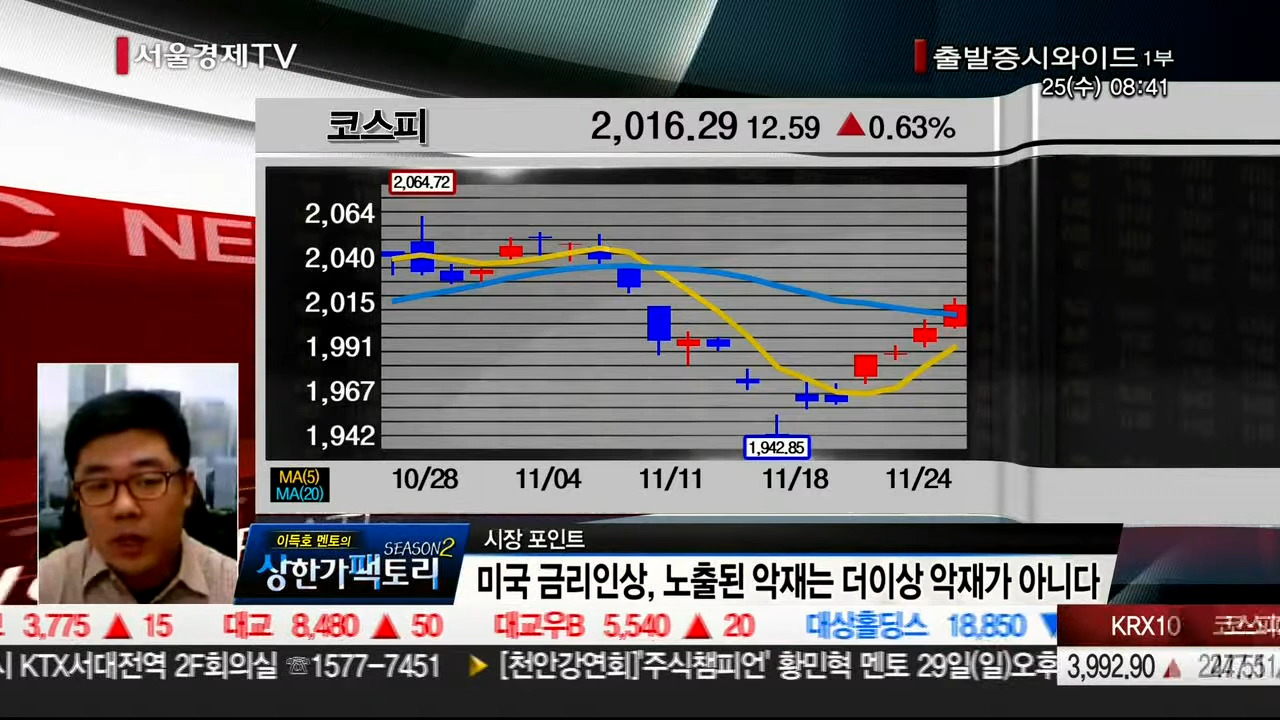 서울경제TV
출발증시와이드 1부
25(수) 08:41
코스피 2,016.29 12.59 ▲0.63%
2,064.72
2,064
2,040
2,015
1,991
1,967
1,942
1,942.85
MA(5)
MA(20)
10/28 11/04 11/11 11/18 11/24
이득호 멘토의
상한가팩토리 SEASON2
시장 포인트
미국 금리인상, 노출된 악재는 더이상 악재가 아니다
3,775 ▲ 15 대교 8,480 ▲ 50 대교우B 5,540 ▲ 20 대상홀딩스 18,850 ▼
KRX10
3,992.90 ▲
KTX서대전역 2F회의실 ☏1577-7451 ▶ [천안강연회]'주식챔피언' 황민혁 멘토 29일(일)오후